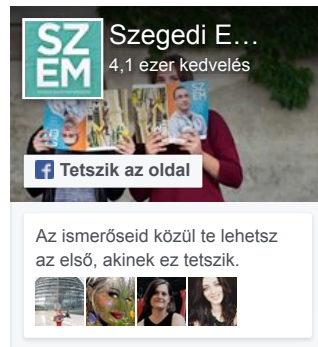 SZ
EM
Szegedi E…
4,1 ezer kedvelés
Tetszik az oldal
Az ismerőseid közül te lehetsz
az első, akinek ez tetszik.